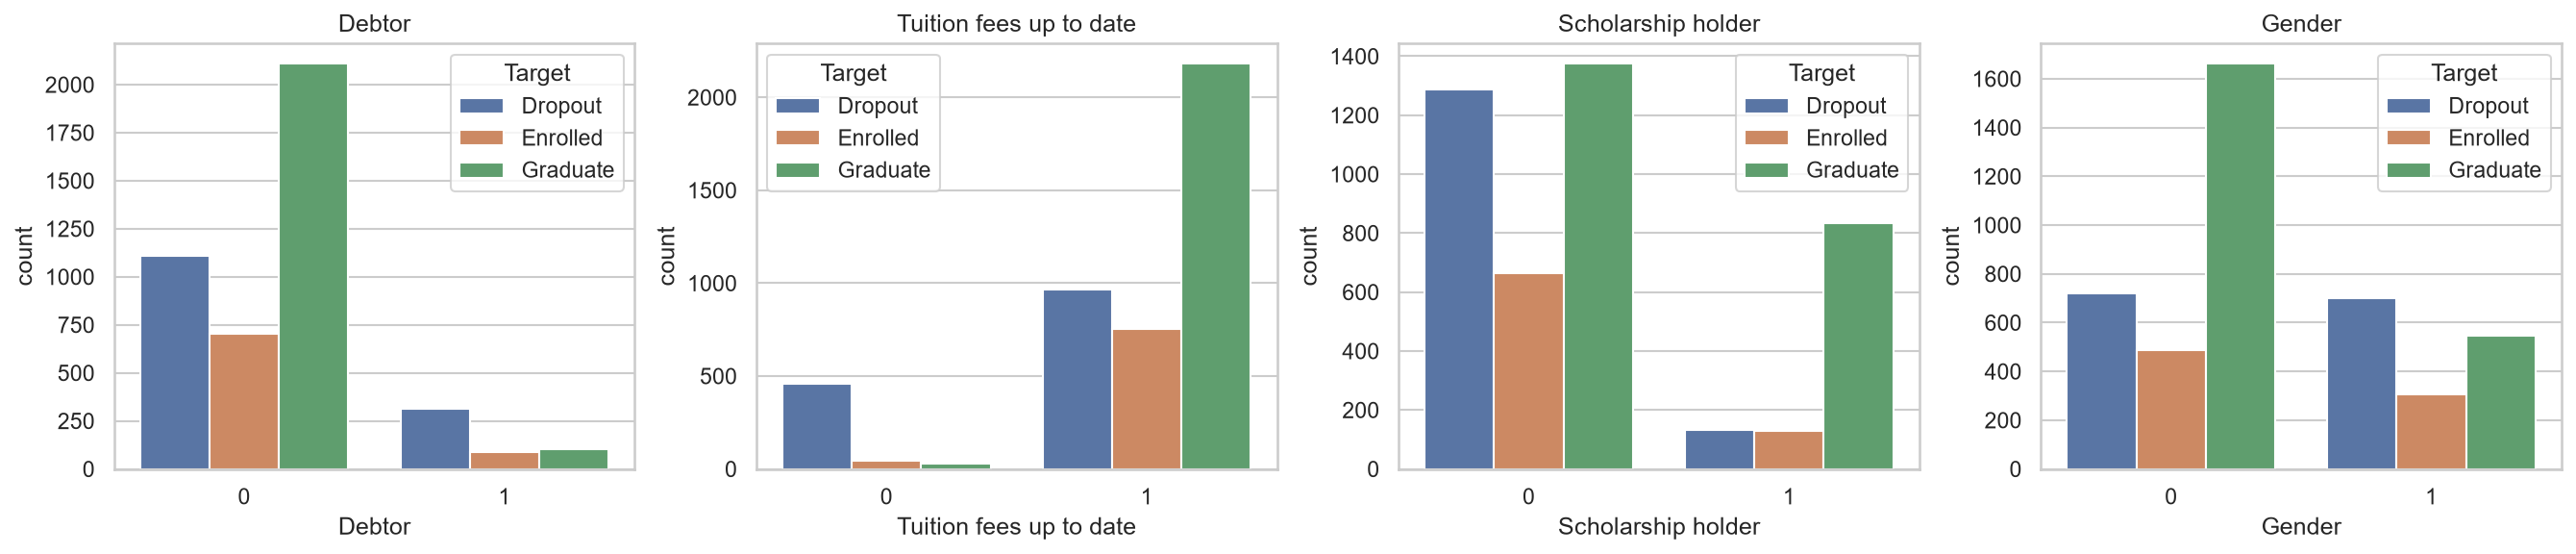 Debtor
count
2000
1750
1500
1250
1000
750
500
250
0
Target
Dropout
Enrolled
Graduate
0 1
Debtor
Tuition fees up to date
count
2000
1500
1000
500
0
Target
Dropout
Enrolled
Graduate
0 1
Tuition fees up to date
Scholarship holder
count
1400
1200
1000
800
600
400
200
0
Target
Dropout
Enrolled
Graduate
0 1
Scholarship holder
Gender
count
1600
1400
1200
1000
800
600
400
200
0
Target
Dropout
Enrolled
Graduate
0 1
Gender